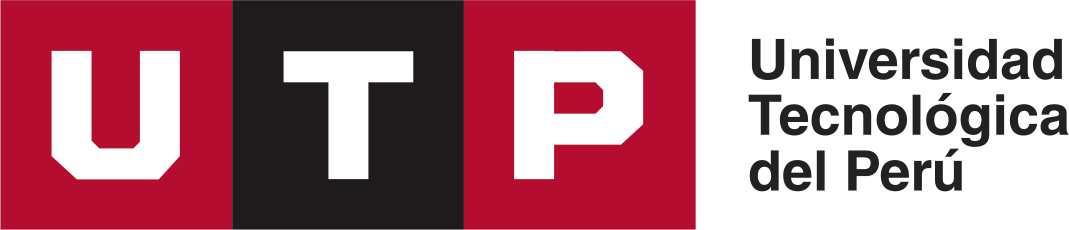 UTP
Universidad
Tecnológica
del Perú